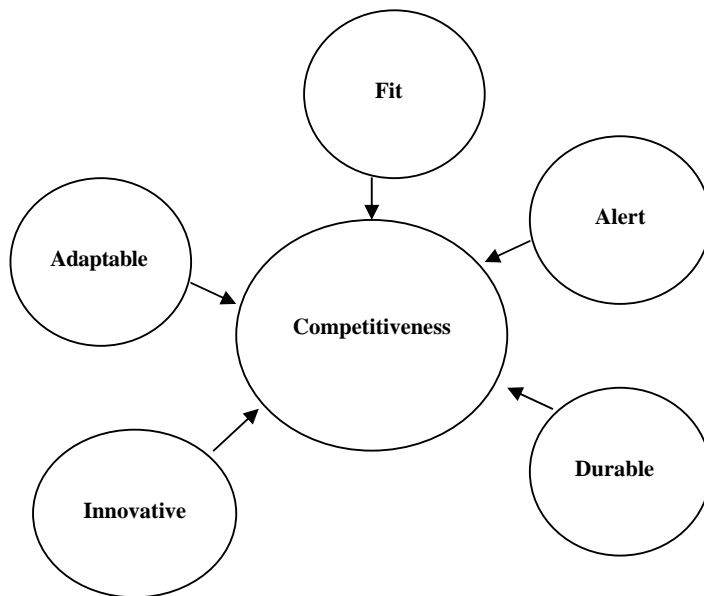 Fit
Alert
Adaptable
Competitiveness
Durable
Innovative